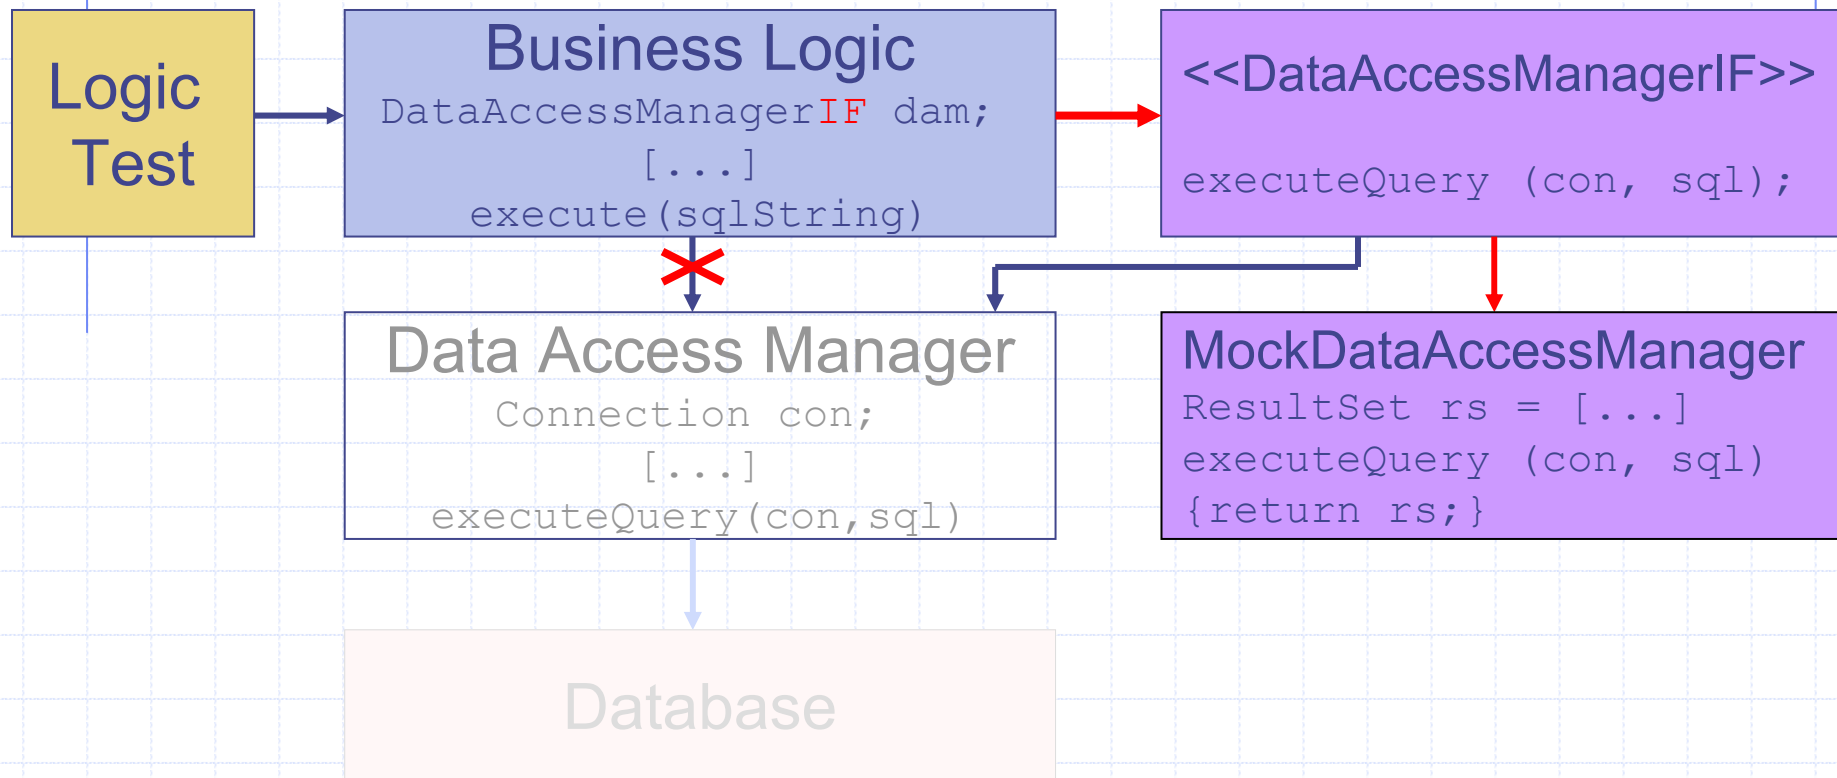 Logic
Test
Business Logic
DataAccessManagerIF dam;
[...]
execute(sqlString)
<<DataAccessManagerIF>>
executeQuery (con, sql);
Data Access Manager
Connection con;
[...]
executeQuery(con,sql)
MockDataAccessManager
ResultSet rs = [...]
executeQuery (con, sql)
{return rs;}
Database